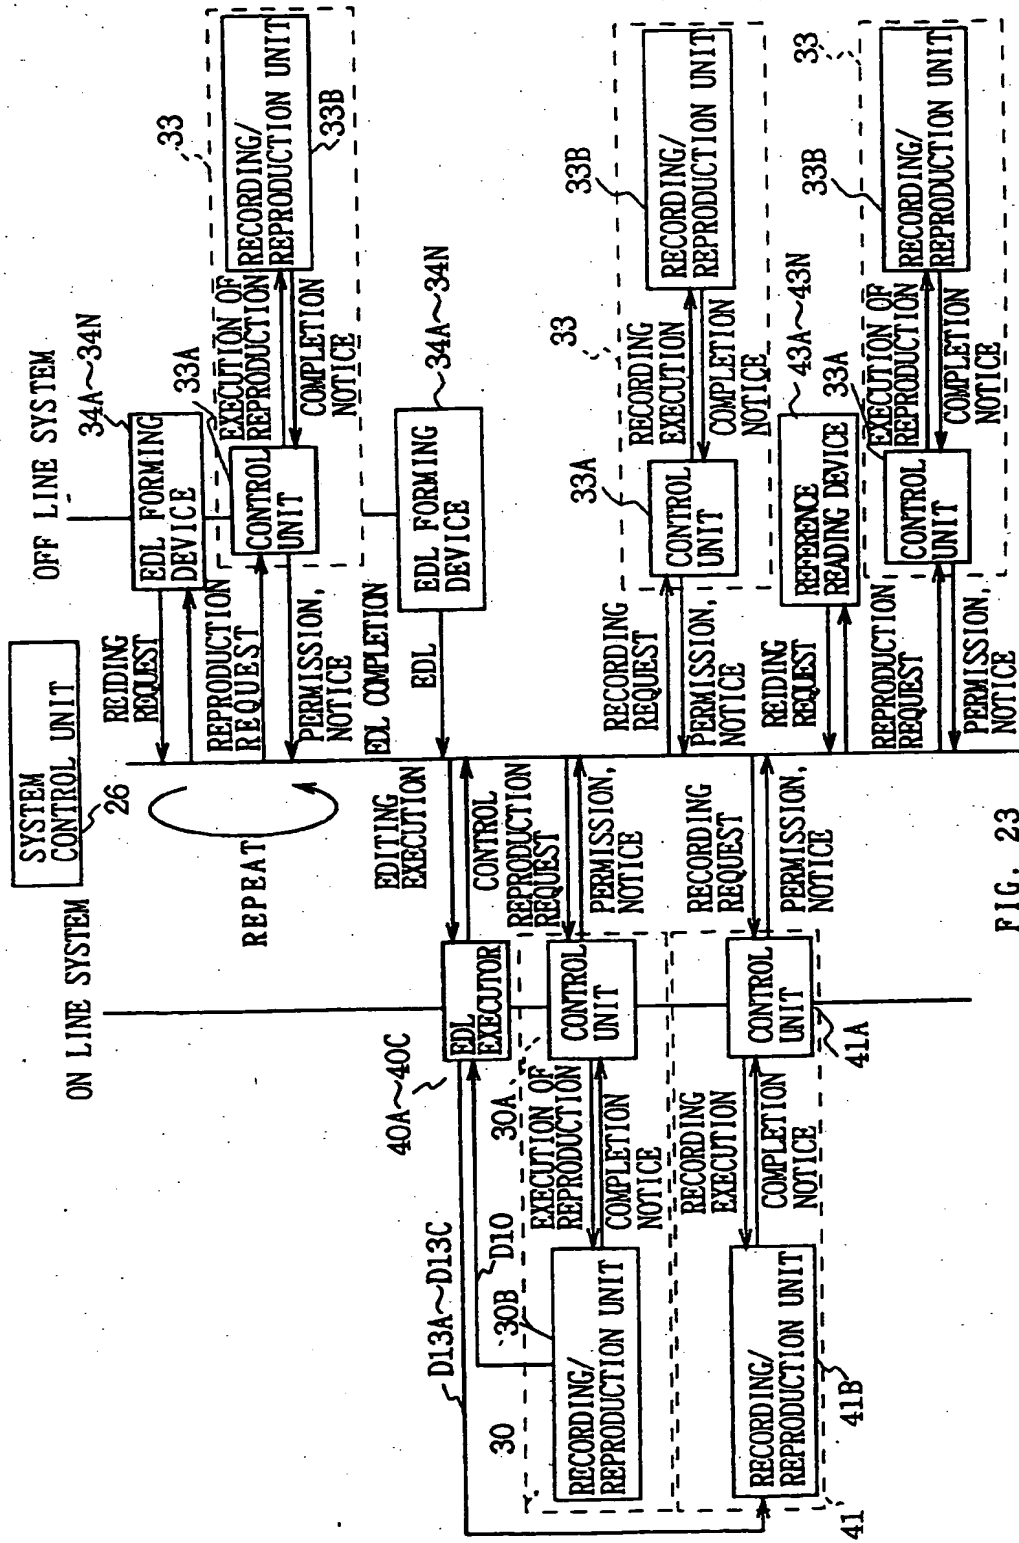 SYSTEM
CONTROL UNIT
26
ON LINE SYSTEM
OFF LINE SYSTEM
REPEAT
REIDING
REQUEST
34A～34N
EDL FORMING
DEVICE
REPRODUCTION
REQUEST
PERMISSION,
NOTICE
33A
CONTROL
UNIT
EXECUTION OF
REPRODUCTION
COMPLETION
NOTICE
33
RECORDING/
REPRODUCTION UNIT
33B
EDL COMPLETION
EDL
EDL FORMING
DEVICE
34A～34N
EDITING
EXECUTION
CONTROL
EDL
EXECUTOR
40A～40C
D13A～D13C
D10
REPRODUCTION
REQUEST
PERMISSION,
NOTICE
30A
CONTROL
UNIT
EXECUTION OF
REPRODUCTION
COMPLETION
NOTICE
30B
30
RECORDING/
REPRODUCTION UNIT
RECORDING
REQUEST
PERMISSION,
NOTICE
33A
CONTROL
UNIT
RECORDING
EXECUTION
COMPLETION
NOTICE
33
33B
RECORDING/
REPRODUCTION UNIT
RECORDING
REQUEST
PERMISSION,
NOTICE
CONTROL
UNIT
41A
RECORDING
EXECUTION
COMPLETION
NOTICE
RECORDING/
REPRODUCTION UNIT
41B
41
REIDING
REQUEST
REFERENCE
READING DEVICE
43A～43N
REPRODUCTION
REQUEST
PERMISSION,
NOTICE
33A
CONTROL
UNIT
EXECUTION OF
REPRODUCTION
COMPLETION
NOTICE
33B
33
RECORDING/
REPRODUCTION UNIT
FIG. 23